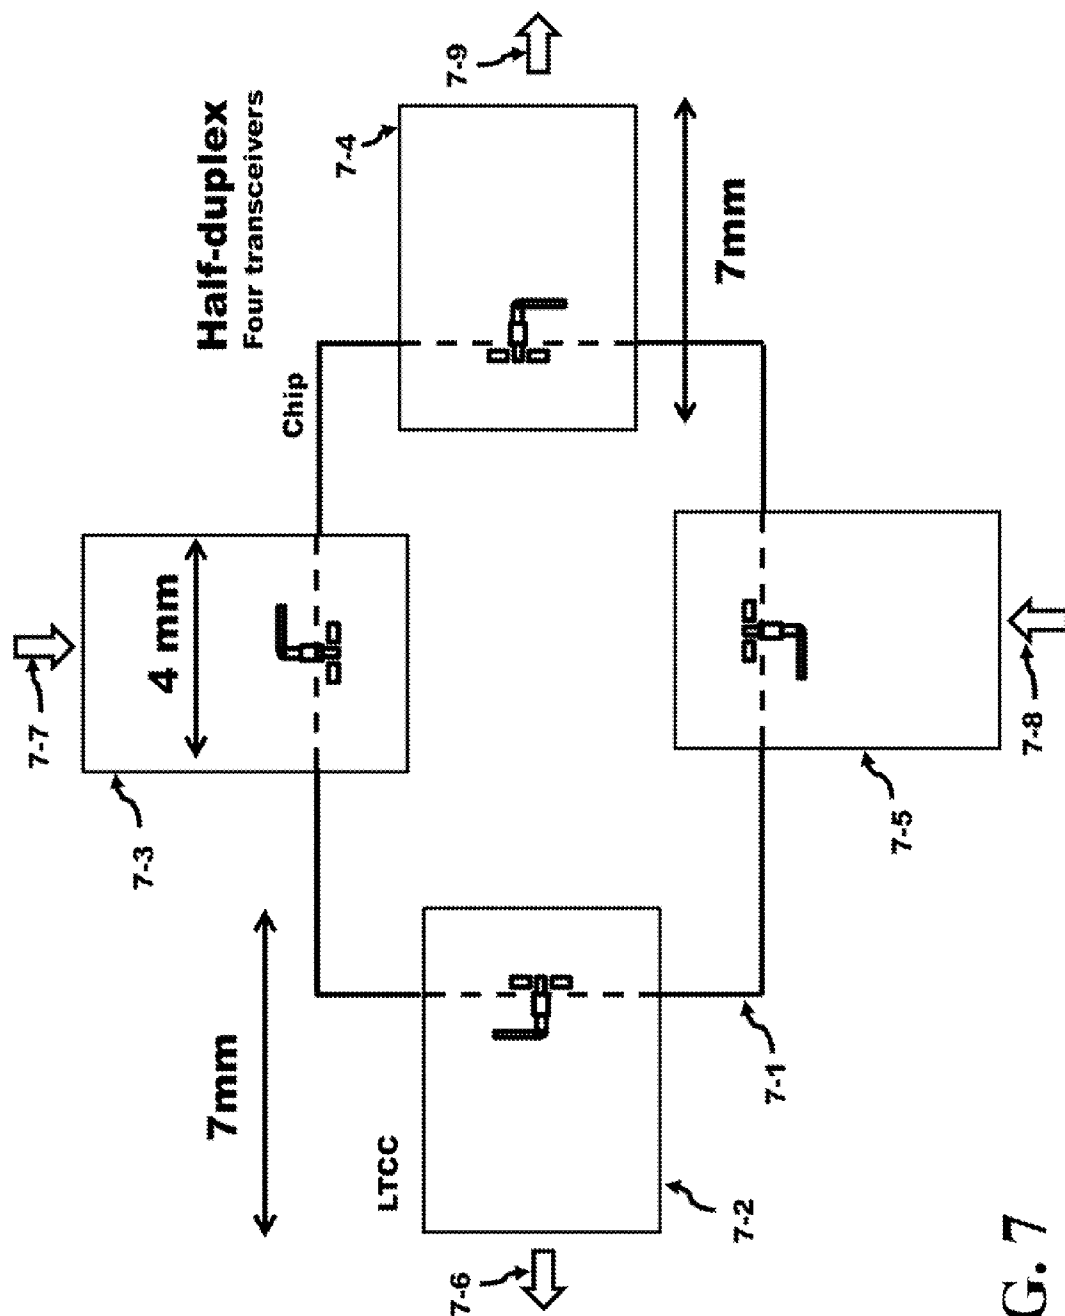 7-7
7-3
4 mm
7mm
Half-duplex
Four transceivers
Chip
7-4
LTCC
7-6
7-9
7mm
7-2
7-1
7-5
7-8
G. 7